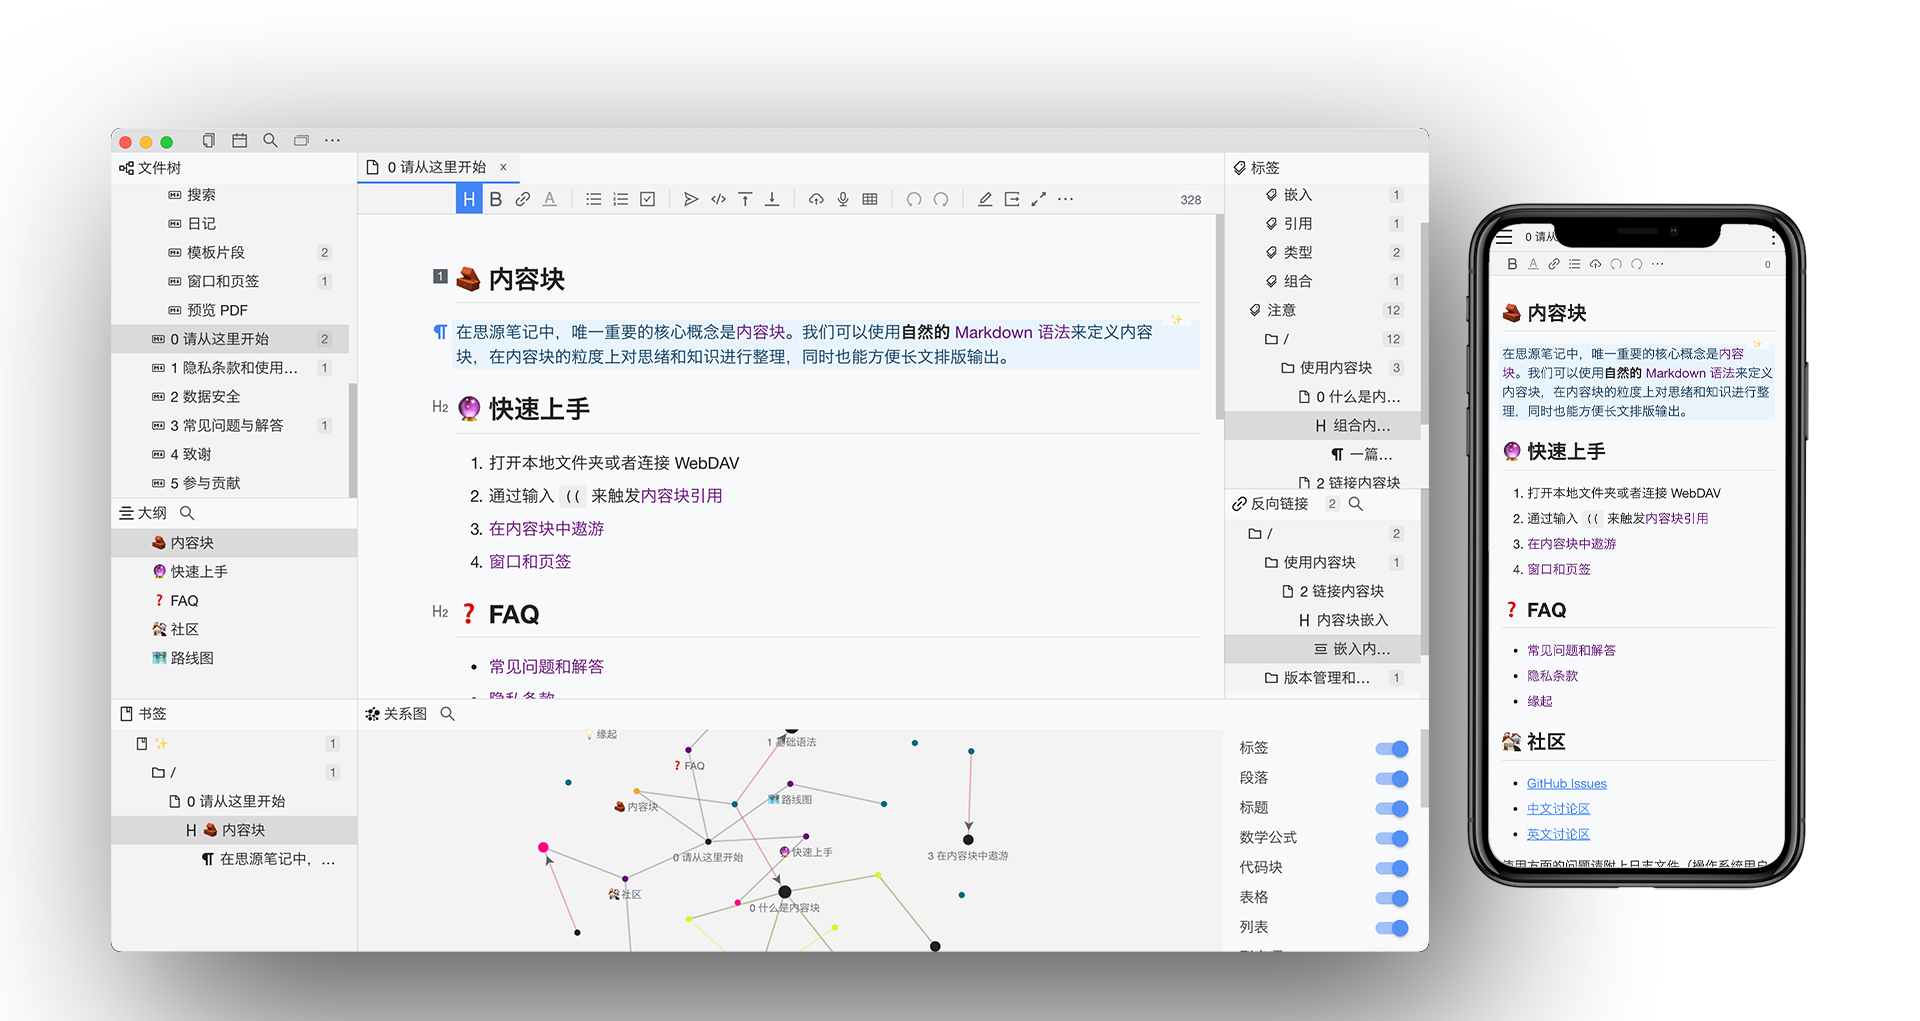 文件树
搜索
日记
模板片段 2
窗口和页签 1
预览 PDF
0 请从这里开始 2
1 隐私条款和使用... 1
2 数据安全
3 常见问题与解答 1
4 致谢
5 参与贡献
大纲
内容块
快速上手
FAQ
社区
路线图
书签
1
/ 1
0 请从这里开始
H 内容块
在思源笔记中，...
0 请从这里开始 ×
H B A 328
1 内容块
在思源笔记中，唯一重要的核心概念是内容块。我们可以使用自然的 Markdown 语法来定义内容
块，在内容块的粒度上对思绪和知识进行整理，同时也能方便长文排版输出。
H2 快速上手
1. 打开本地文件夹或者连接 WebDAV
2. 通过输入 (( 来触发内容块引用
3. 在内容块中遨游
4. 窗口和页签
H2 FAQ
常见问题和解答
隐私条款
关系图
缘起
1 基础语法
FAQ
内容块
路线图
0 请从这里开始
快速上手
3 在内容块中遨游
社区
0 什么是内容块
标签
嵌入 1
引用 1
类型 2
组合 1
注意 12
/ 12
使用内容块 3
0 什么是内...
H 组合内...
一篇...
2 链接内容块
反向链接 2
/ 2
使用内容块 1
2 链接内容块
H 内容块嵌入
嵌入内...
版本管理和... 1
标签
段落
标题
数学公式
代码块
表格
列表
0 请从
B A 0
内容块
在思源笔记中，唯一重要的核心概念是内容
块。我们可以使用自然的 Markdown 语法来定义
内容块，在内容块的粒度上对思绪和知识进行整
理，同时也能方便长文排版输出。
快速上手
1. 打开本地文件夹或者连接 WebDAV
2. 通过输入 (( 来触发内容块引用
3. 在内容块中遨游
4. 窗口和页签
FAQ
常见问题和解答
隐私条款
缘起
社区
GitHub Issues
中文讨论区
英文讨论区
使用方面的问题请附上日志文件（操作系统用户